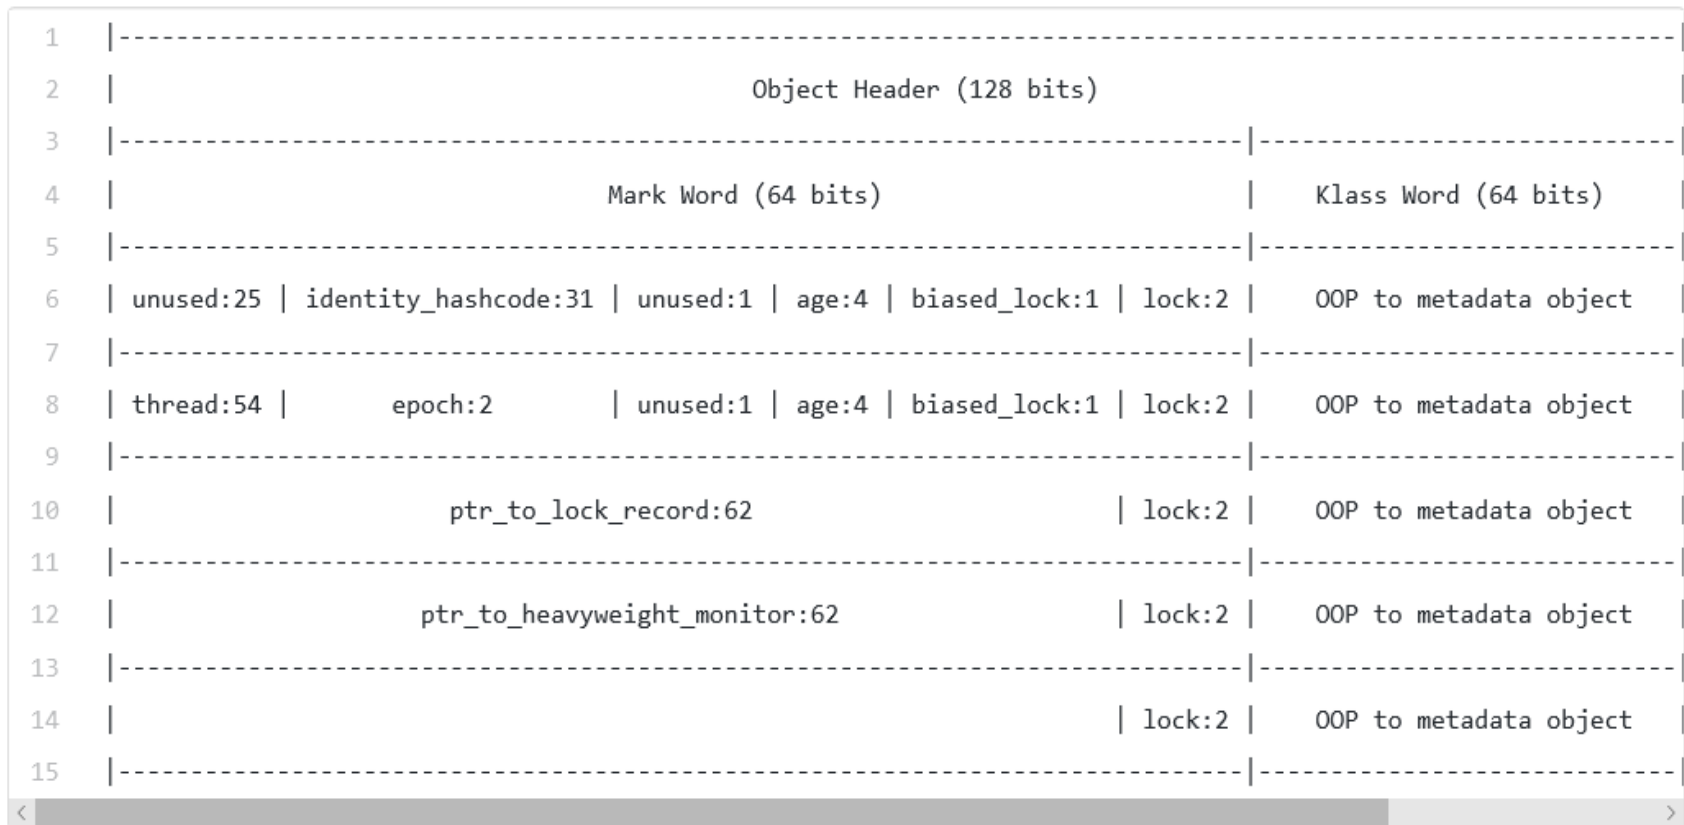 1 |------------------------------------------------------------------------------------------------------------|
2 | Object Header (128 bits) |
3 |------------------------------------------------------------------------------|-----------------------------|
4 | Mark Word (64 bits) | Klass Word (64 bits) |
5 |------------------------------------------------------------------------------|-----------------------------|
6 | unused:25 | identity_hashcode:31 | unused:1 | age:4 | biased_lock:1 | lock:2 | OOP to metadata object |
7 |------------------------------------------------------------------------------|-----------------------------|
8 | thread:54 | epoch:2 | unused:1 | age:4 | biased_lock:1 | lock:2 | OOP to metadata object |
9 |------------------------------------------------------------------------------|-----------------------------|
10 | ptr_to_lock_record:62 | lock:2 | OOP to metadata object |
11 |------------------------------------------------------------------------------|-----------------------------|
12 | ptr_to_heavyweight_monitor:62 | lock:2 | OOP to metadata object |
13 |------------------------------------------------------------------------------|-----------------------------|
14 | | lock:2 | OOP to metadata object |
15 |------------------------------------------------------------------------------|-----------------------------|